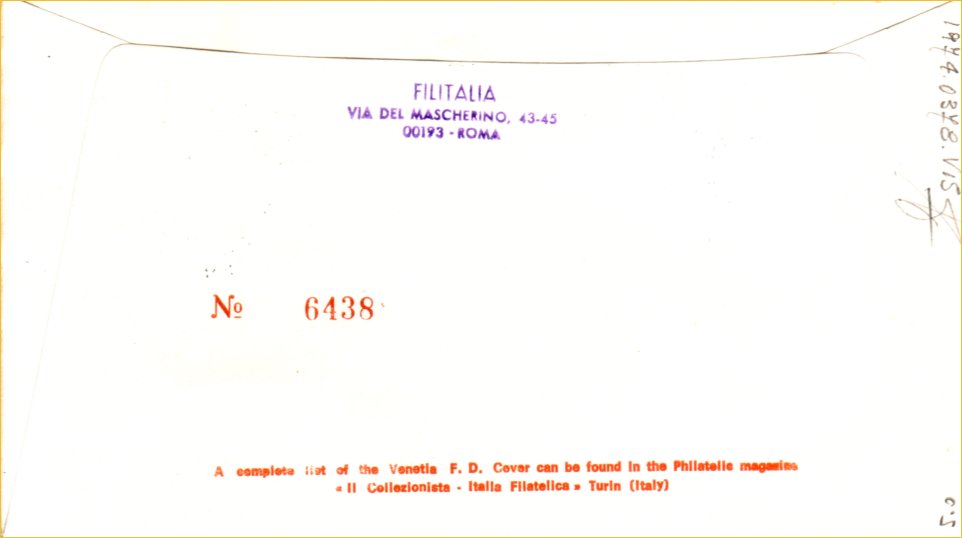 FILITALIA
VIA DEL MASCHERINO, 43-45
00193 - ROMA
№ 6438
A complete list of the Venetia F. D. Cover can be found in the Philatelic magazine
« Il Collezionista - Italia Filatelica » Turin (Italy)